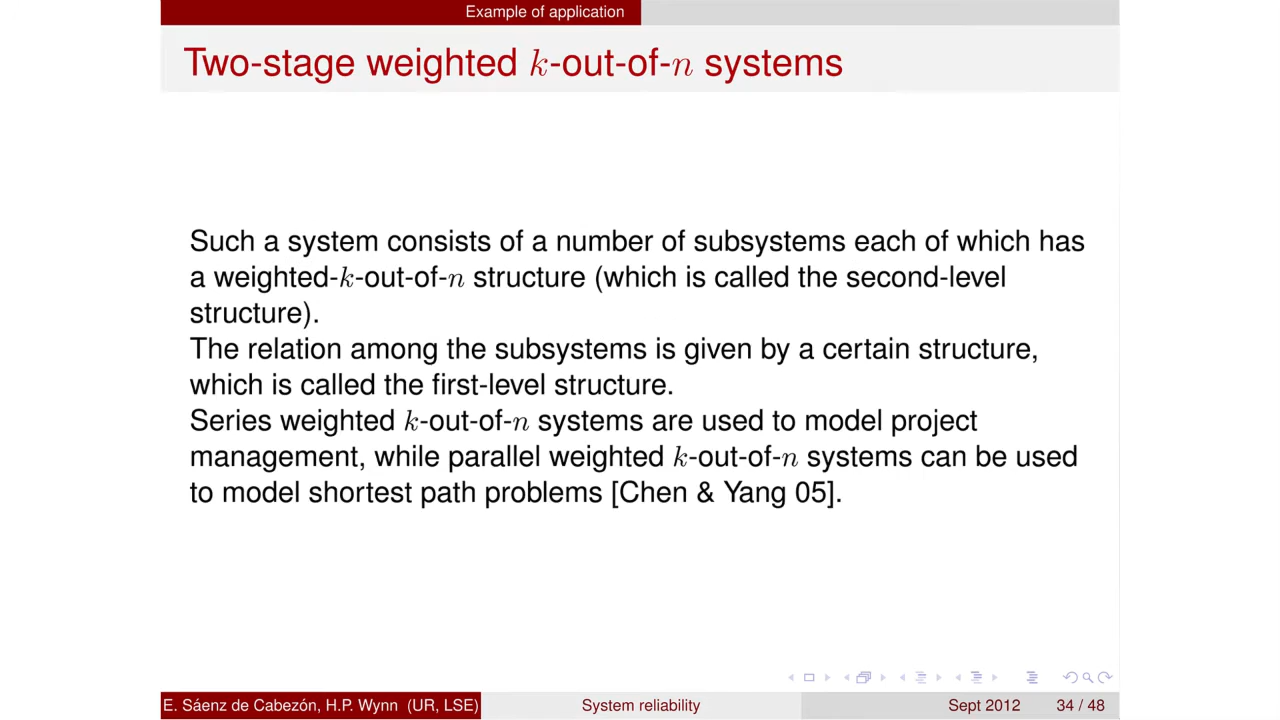 Example of application
Two-stage weighted k-out-of-n systems
Such a system consists of a number of subsystems each of which has
a weighted-k-out-of-n structure (which is called the second-level
structure).
The relation among the subsystems is given by a certain structure,
which is called the first-level structure.
Series weighted k-out-of-n systems are used to model project
management, while parallel weighted k-out-of-n systems can be used
to model shortest path problems [Chen & Yang 05].
E. Sáenz de Cabezón, H.P. Wynn (UR, LSE) System reliability Sept 2012 34 / 48